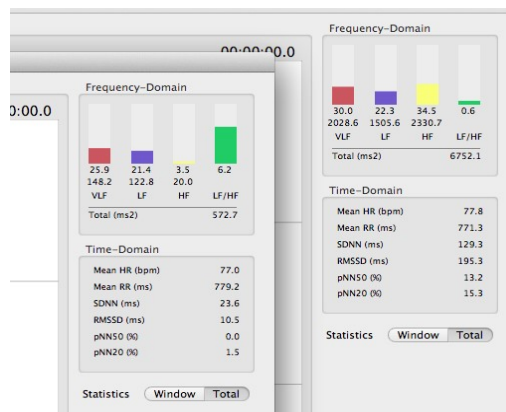 00:00:00.0
0:00.0
Frequency-Domain
25.9 21.4 3.5 6.2
148.2 122.8 20.0
VLF LF HF LF/HF
Total (ms2) 572.7
Time-Domain
Mean HR (bpm) 77.0
Mean RR (ms) 779.2
SDNN (ms) 23.6
RMSSD (ms) 10.5
pNN50 (%) 0.0
pNN20 (%) 1.5
Statistics Window Total
Frequency-Domain
30.0 22.3 34.5 0.6
2028.6 1505.6 2330.7
VLF LF HF LF/HF
Total (ms2) 6752.1
Time-Domain
Mean HR (bpm) 77.8
Mean RR (ms) 771.3
SDNN (ms) 129.3
RMSSD (ms) 195.3
pNN50 (%) 13.2
pNN20 (%) 15.3
Statistics Window Total